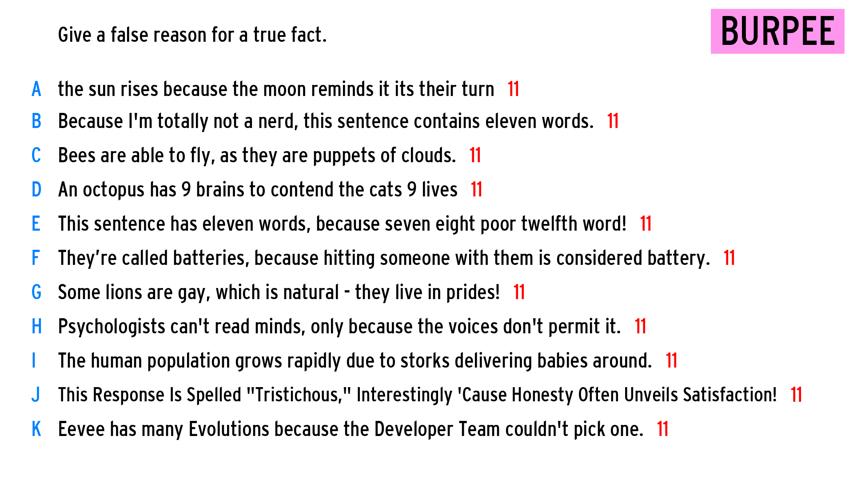 Give a false reason for a true fact.
BURPEE
A the sun rises because the moon reminds it its their turn 11
B Because I'm totally not a nerd, this sentence contains eleven words. 11
C Bees are able to fly, as they are puppets of clouds. 11
D An octopus has 9 brains to contend the cats 9 lives 11
E This sentence has eleven words, because seven eight poor twelfth word! 11
F They're called batteries, because hitting someone with them is considered battery. 11
G Some lions are gay, which is natural - they live in prides! 11
H Psychologists can't read minds, only because the voices don't permit it. 11
I The human population grows rapidly due to storks delivering babies around. 11
J This Response Is Spelled "Tristichous," Interestingly 'Cause Honesty Often Unveils Satisfaction! 11
K Eevee has many Evolutions because the Developer Team couldn't pick one. 11